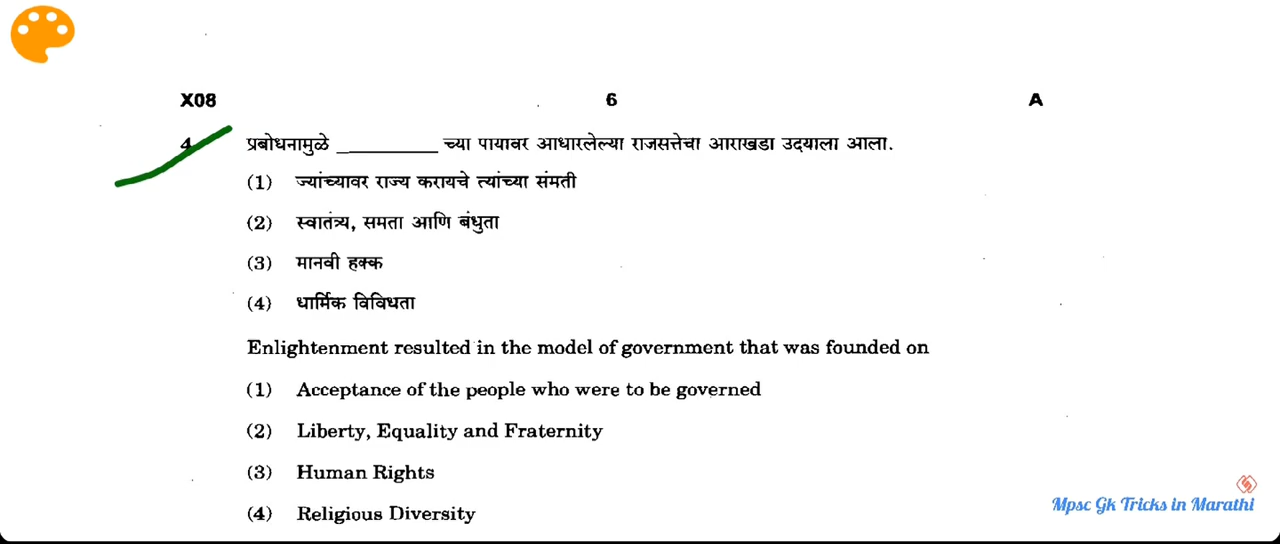 X08 6 A
4. प्रबोधनामुळे __________ च्या पायावर आधारलेल्या राजसत्तेचा आराखडा उदयाला आला.
(1) ज्यांच्यावर राज्य करायचे त्यांच्या संमती
(2) स्वातंत्र्य, समता आणि बंधुता
(3) मानवी हक्क
(4) धार्मिक विविधता
Enlightenment resulted in the model of government that was founded on
(1) Acceptance of the people who were to be governed
(2) Liberty, Equality and Fraternity
(3) Human Rights
(4) Religious Diversity
Mpsc Gk Tricks in Marathi